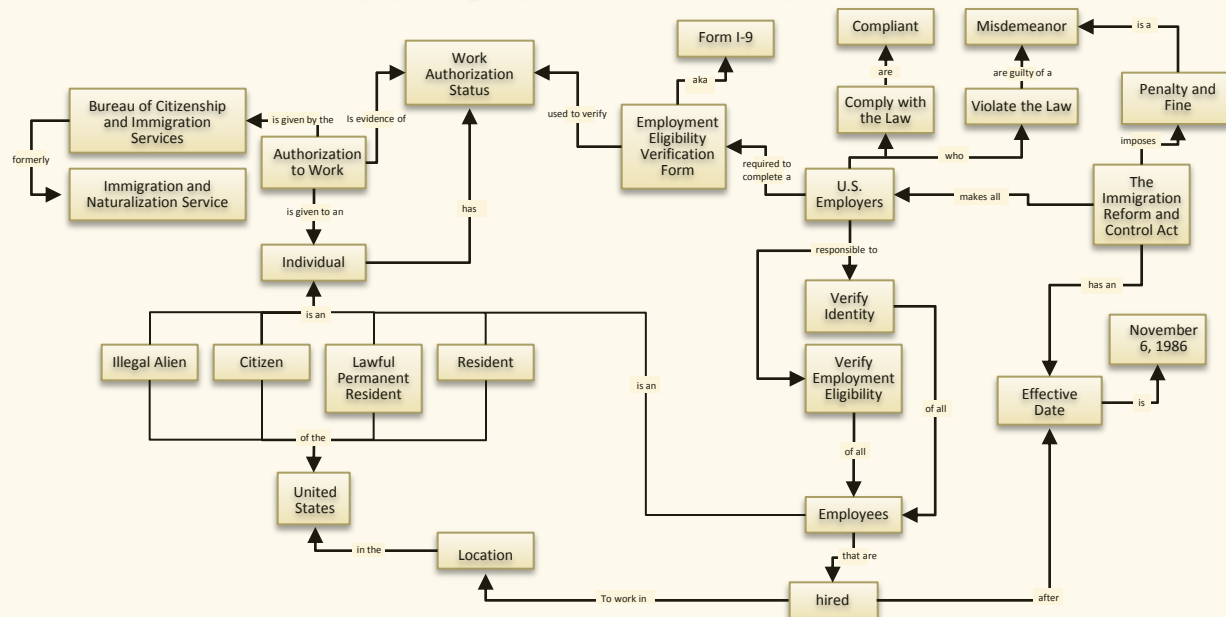 Form I-9
Compliant
Misdemeanor
is a
Work
Authorization
Status
are
are guilty of a
aka
Bureau of Citizenship
and Immigration
Services
is given by the
Is evidence of
used to verify
Employment
Eligibility
Verification
Form
Comply with
the Law
Violate the Law
Penalty and
Fine
formerly
Authorization
to Work
required to
complete a
who
imposes
Immigration and
Naturalization Service
is given to an
has
U.S.
Employers
makes all
The
Immigration
Reform and
Control Act
Individual
responsible to
has an
is an
Verify
Identity
November
6, 1986
Illegal Alien
Citizen
Lawful
Permanent
Resident
Resident
is an
Verify
Employment
Eligibility
of all
Effective
Date
is
of the
of all
United
States
Employees
in the
Location
that are
To work in
hired
after